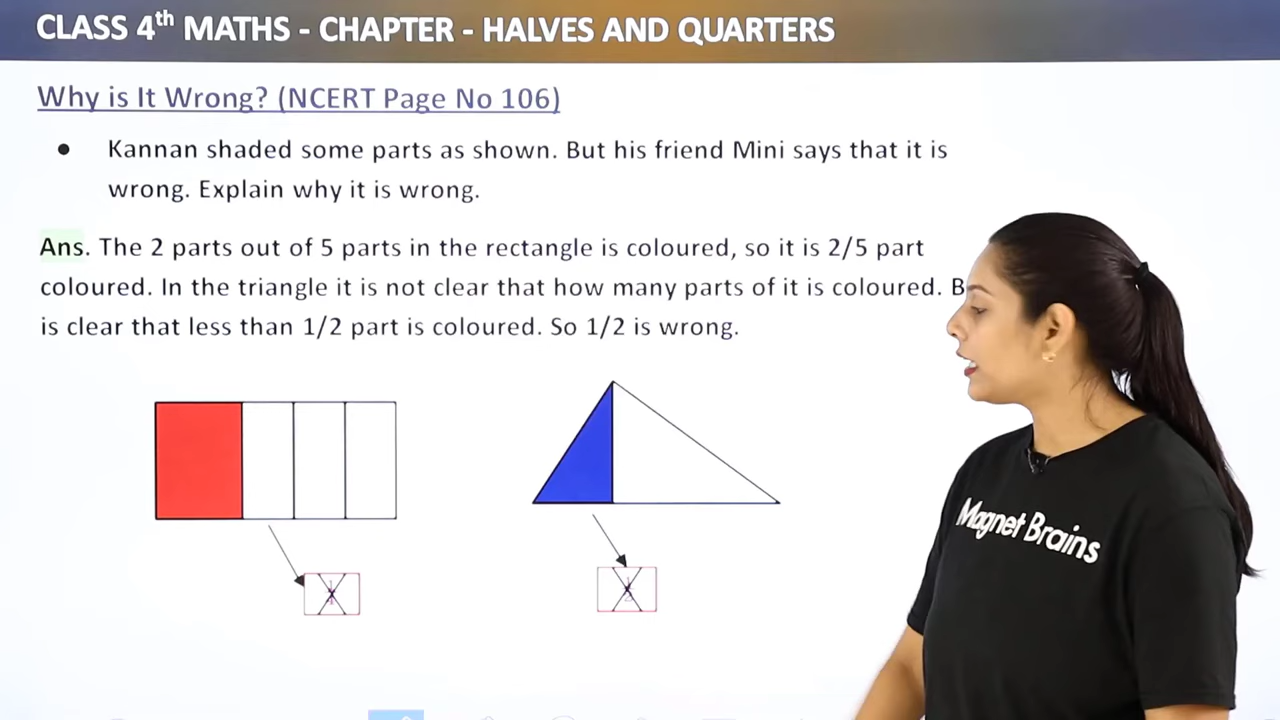 CLASS 4th MATHS - CHAPTER - HALVES AND QUARTERS
Why is It Wrong? (NCERT Page No 106)
● Kannan shaded some parts as shown. But his friend Mini says that it is
wrong. Explain why it is wrong.
Ans. The 2 parts out of 5 parts in the rectangle is coloured, so it is 2/5 part
coloured. In the triangle it is not clear that how many parts of it is coloured. B
is clear that less than 1/2 part is coloured. So 1/2 is wrong.
Magnet Brains